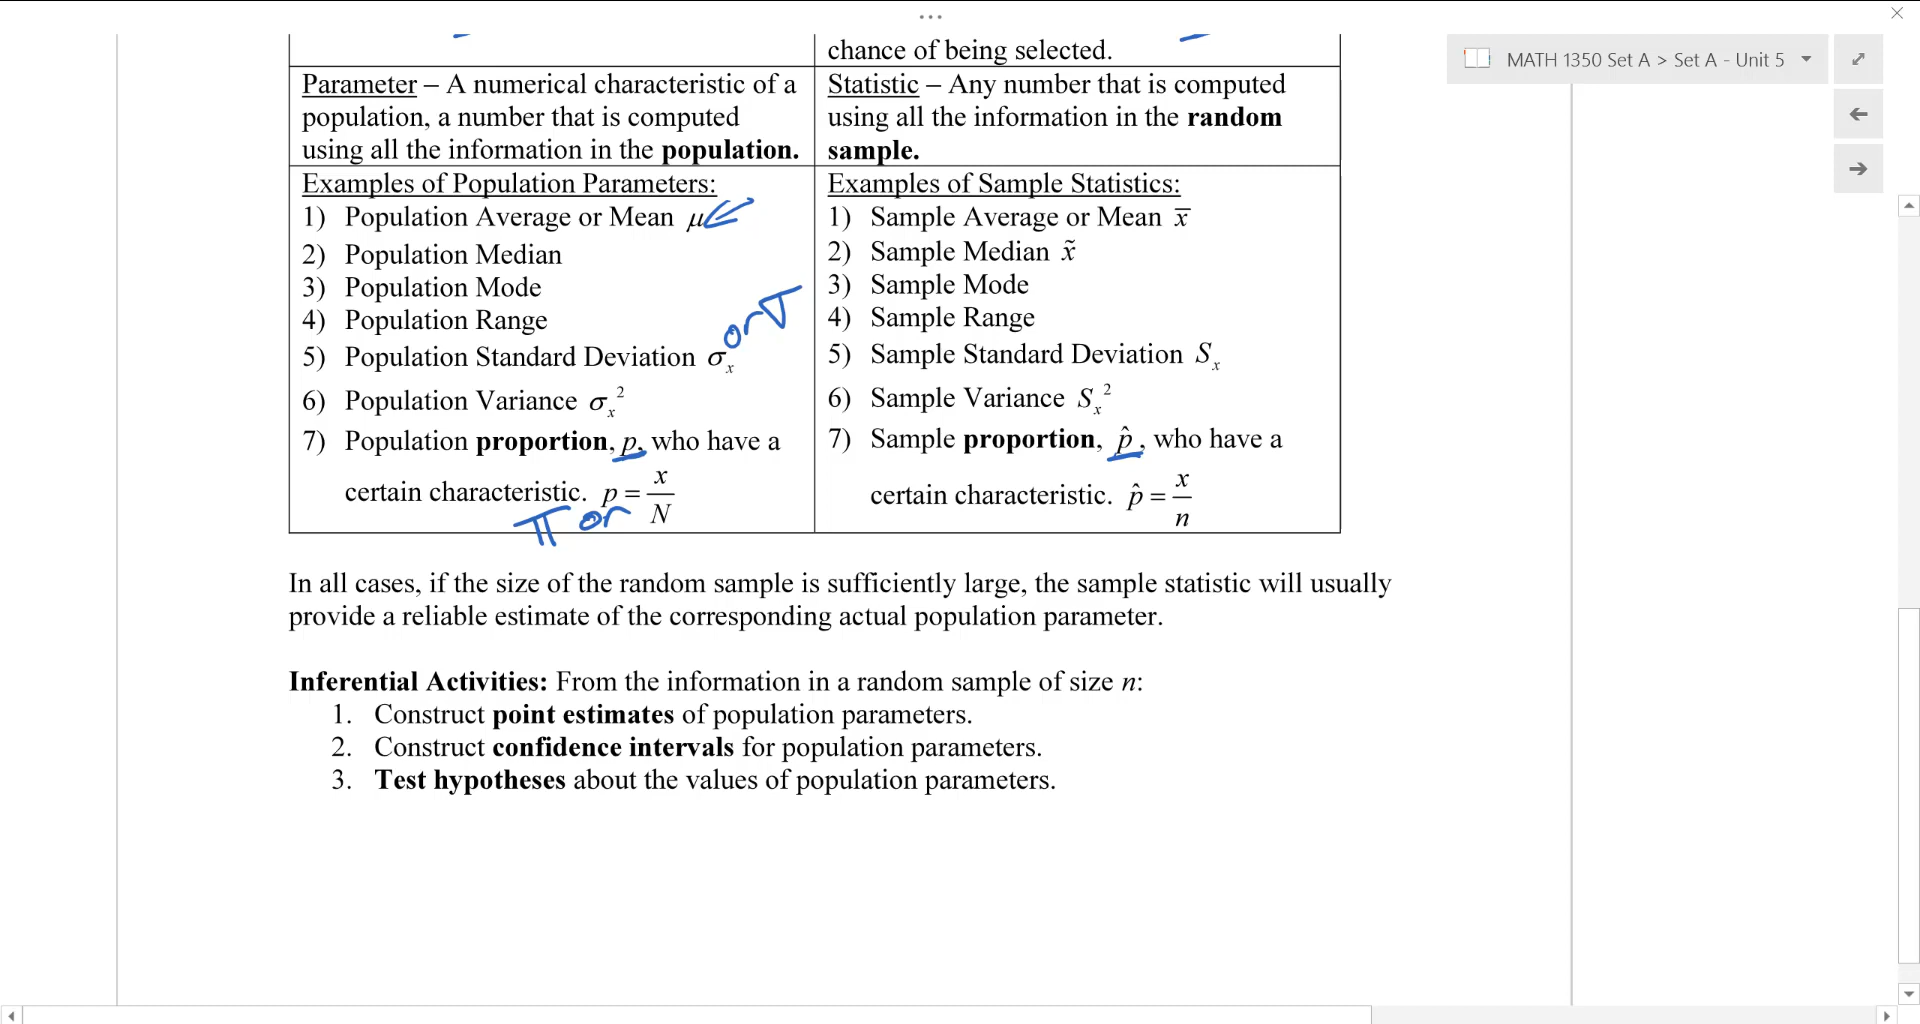 MATH 1350 Set A > Set A - Unit 5
chance of being selected.
Parameter – A numerical characteristic of a
population, a number that is computed
using all the information in the population.
Statistic – Any number that is computed
using all the information in the random
sample.
Examples of Population Parameters:
1) Population Average or Mean μ
2) Population Median
3) Population Mode
4) Population Range
5) Population Standard Deviation σₓ or σ
6) Population Variance σₓ²
7) Population proportion, p, who have a
certain characteristic. p = x/N
π or
Examples of Sample Statistics:
1) Sample Average or Mean x̄
2) Sample Median x̃
3) Sample Mode
4) Sample Range
5) Sample Standard Deviation Sₓ
6) Sample Variance Sₓ²
7) Sample proportion, p̂, who have a
certain characteristic. p̂ = x/n
In all cases, if the size of the random sample is sufficiently large, the sample statistic will usually
provide a reliable estimate of the corresponding actual population parameter.
Inferential Activities: From the information in a random sample of size n:
1. Construct point estimates of population parameters.
2. Construct confidence intervals for population parameters.
3. Test hypotheses about the values of population parameters.